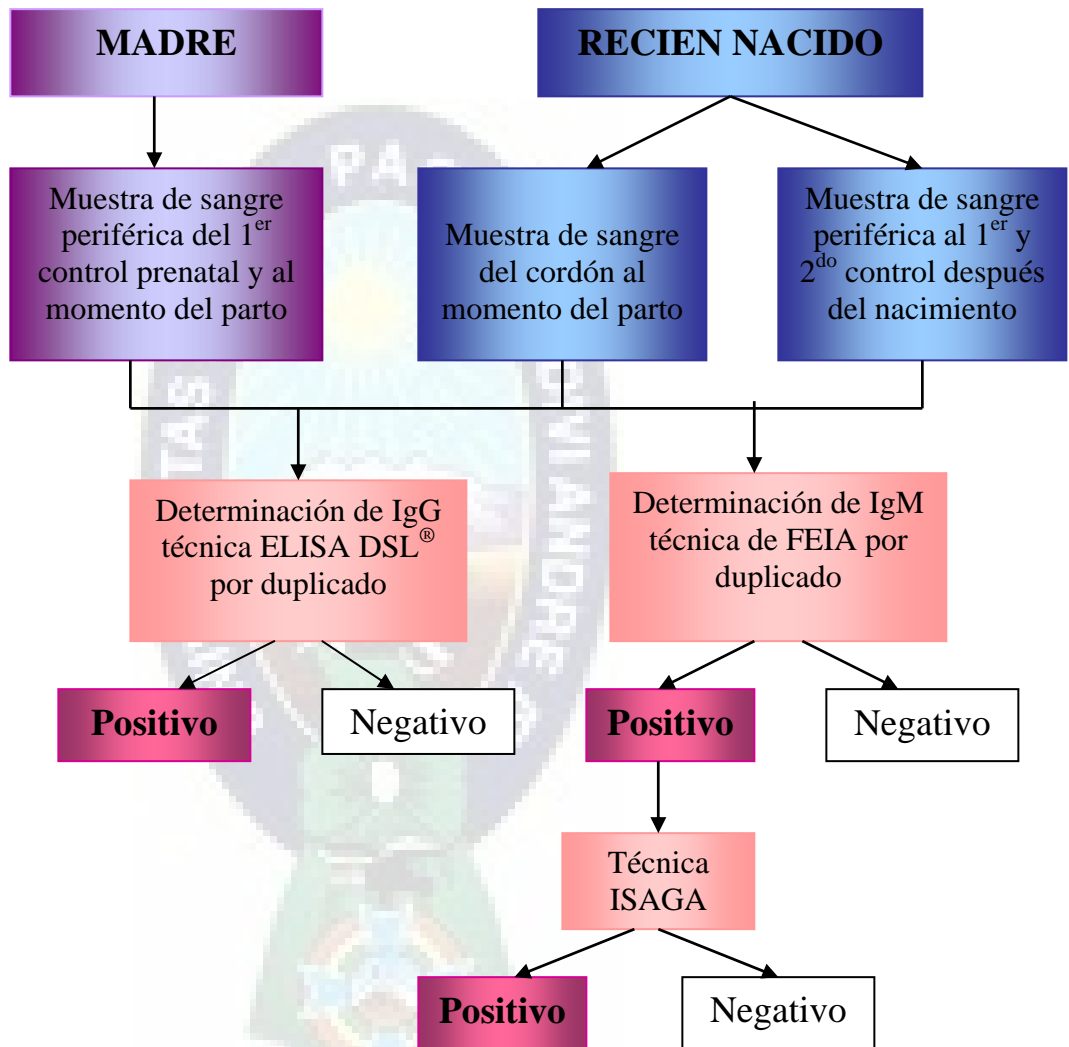 MADRE
RECIEN NACIDO
Muestra de sangre
periférica del 1er
control prenatal y al
momento del parto
Muestra de sangre
del cordón al
momento del parto
Muestra de sangre
periférica al 1er y
2do control después
del nacimiento
Determinación de IgG
técnica ELISA DSL®
por duplicado
Determinación de IgM
técnica de FEIA por
duplicado
Positivo
Negativo
Positivo
Negativo
Técnica
ISAGA
Positivo
Negativo